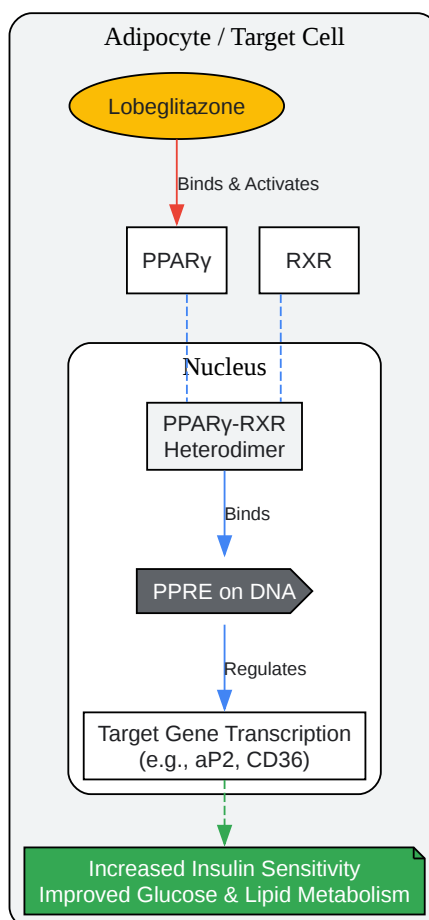 Adipocyte / Target Cell
Lobeglitazone
Binds & Activates
PPARγ
RXR
Nucleus
PPARγ-RXR
Heterodimer
Binds
PPRE on DNA
Regulates
Target Gene Transcription
(e.g., aP2, CD36)
Increased Insulin Sensitivity
Improved Glucose & Lipid Metabolism